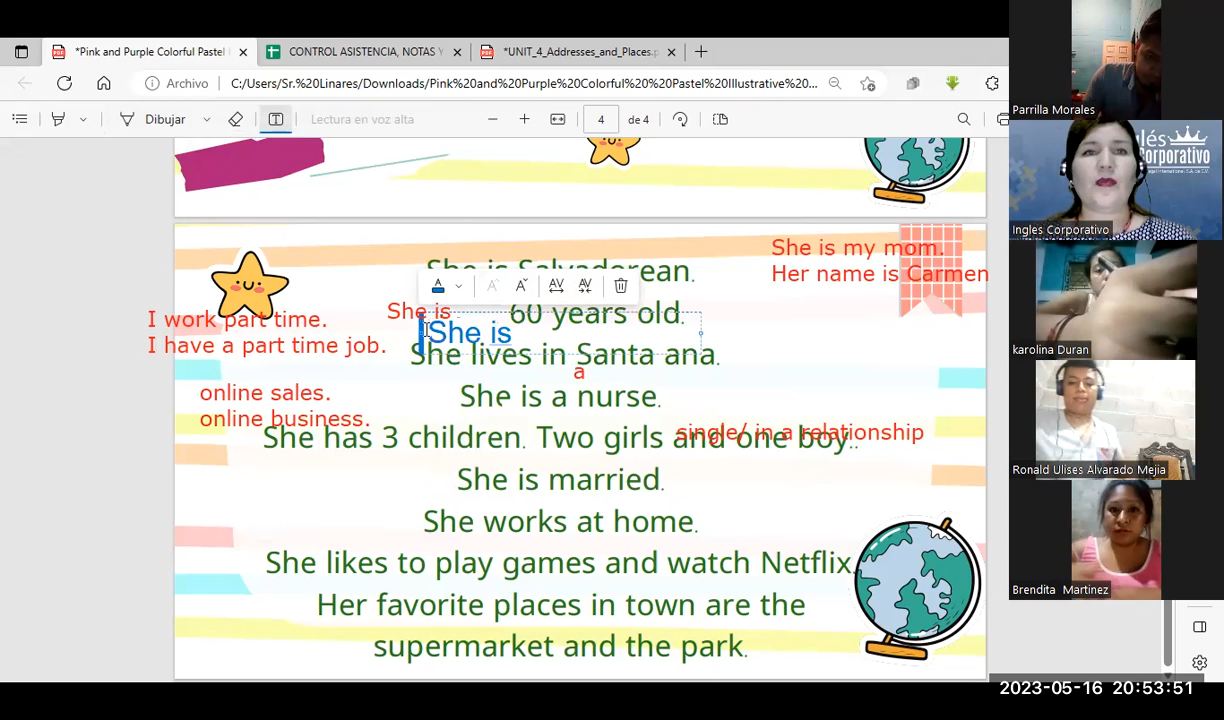 *Pink and Purple Colorful Pastel
CONTROL ASISTENCIA, NOTAS Y
*UNIT_4_Addresses_and_Places.p
Archivo
C:/Users/Sr.%20Linares/Downloads/Pink%20and%20Purple%20Colorful%20%20Pastel%20Illustrative%20...
Dibujar
Lectura en voz alta
4
de 4
She is Salvadorean.
She is my mom.
Her name is Carmen
She is
60 years old.
She is
I work part time.
I have a part time job.
She lives in Santa ana.
a
online sales.
online business.
She is a nurse.
single/ in a relationship
She has 3 children. Two girls and one boy..
She is married.
She works at home.
She likes to play games and watch Netflix.
Her favorite places in town are the
supermarket and the park.
Parrilla Morales
Ingles Corporativo
karolina Duran
Ronald Ulises Alvarado Mejia
Brendita Martinez
2023-05-16 20:53:51